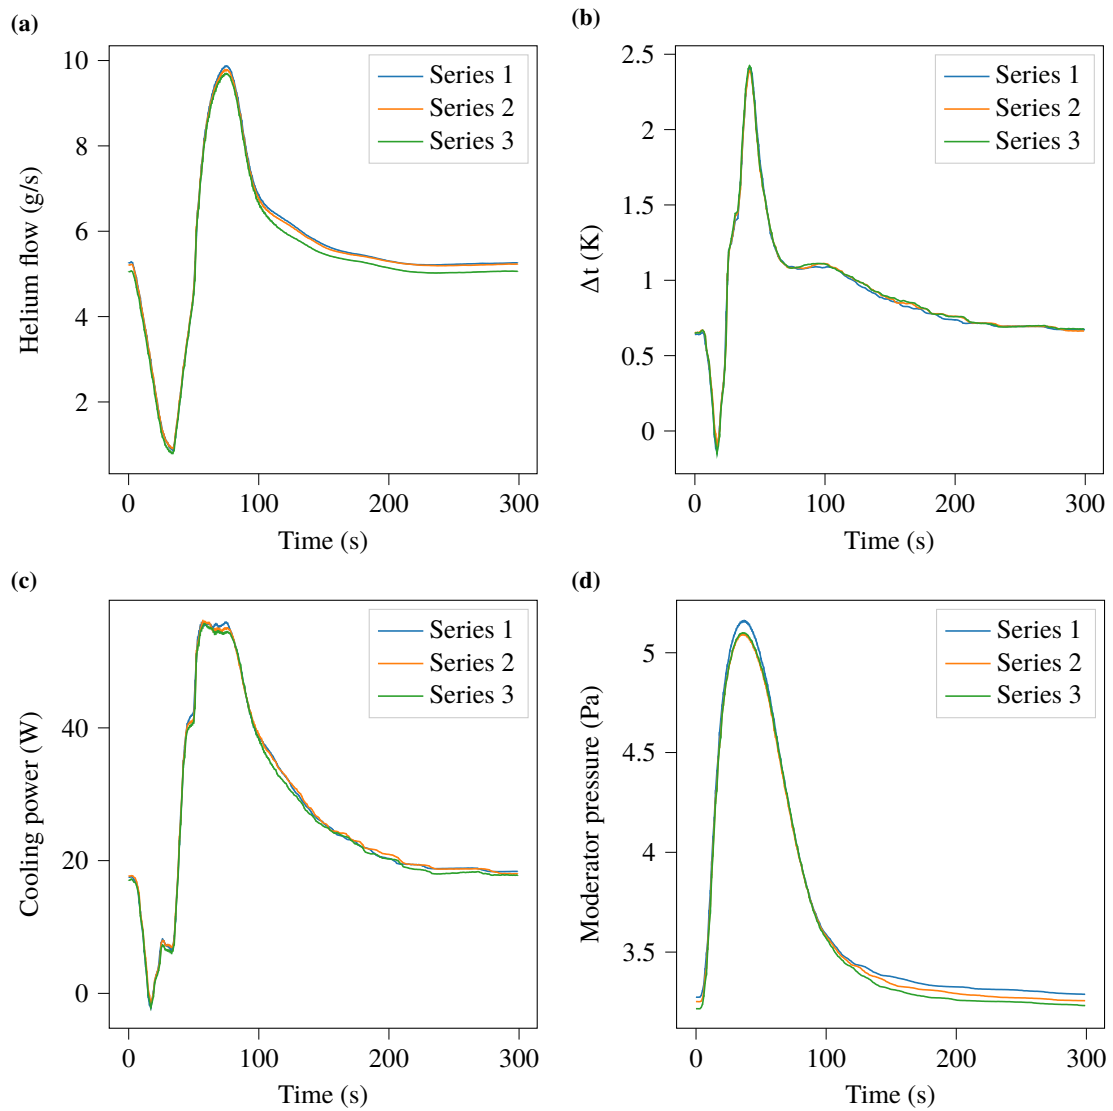 (a)
10
8
6
4
2
0
100
200
300
Helium flow (g/s)
Time (s)
Series 1
Series 2
Series 3
(b)
2.5
2
1.5
1
0.5
0
0
100
200
300
Δt (K)
Time (s)
Series 1
Series 2
Series 3
(c)
40
20
0
0
100
200
300
Cooling power (W)
Time (s)
Series 1
Series 2
Series 3
(d)
5
4.5
4
3.5
0
100
200
300
Moderator pressure (Pa)
Time (s)
Series 1
Series 2
Series 3